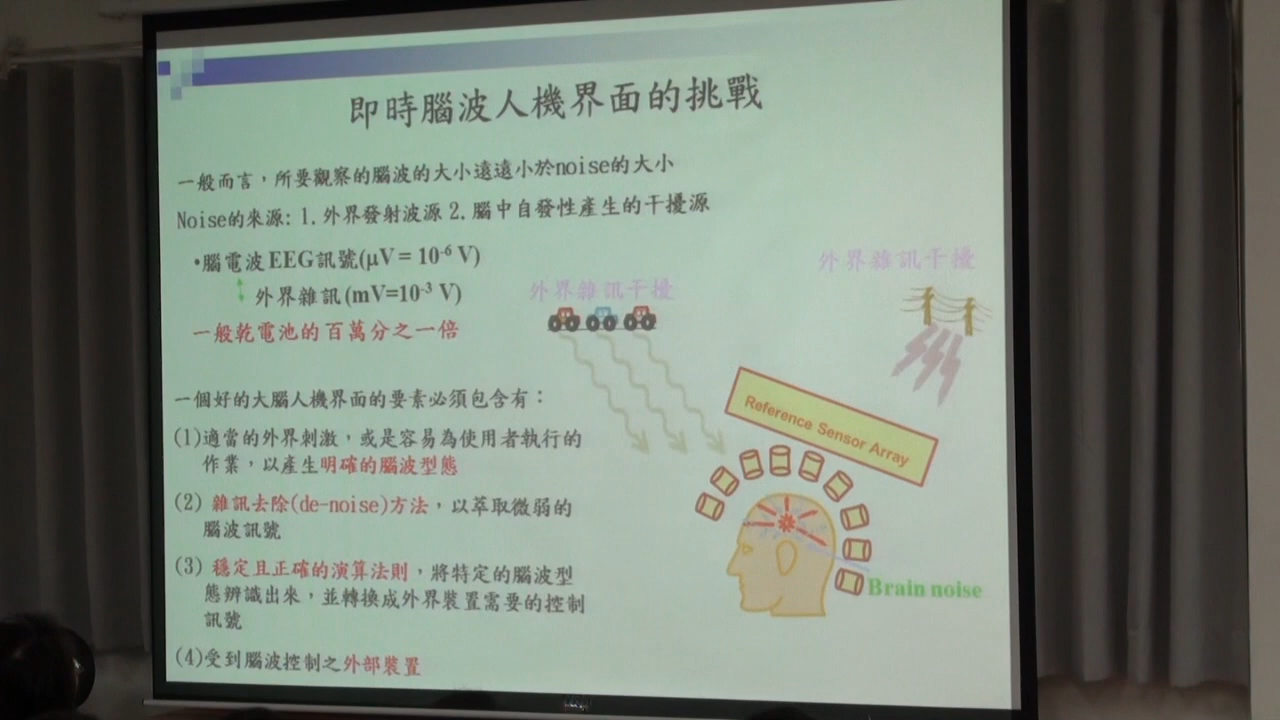 即時腦波人機界面的挑戰
一般而言，所要觀察的腦波的大小遠遠小於noise的大小
Noise的來源: 1. 外界發射波源 2. 腦中自發性產生的干擾源
•腦電波EEG訊號(μV = 10⁻⁶ V)
外界雜訊(mV=10⁻³ V)
一般乾電池的百萬分之一倍
外界雜訊干擾
外界雜訊干擾
一個好的大腦人機界面的要素必須包含有：
(1)適當的外界刺激，或是容易為使用者執行的
作業，以產生明確的腦波型態
(2) 雜訊去除(de-noise)方法，以萃取微弱的
腦波訊號
(3) 穩定且正確的演算法則，將特定的腦波型
態辨識出來，並轉換成外界裝置需要的控制
訊號
(4)受到腦波控制之外部裝置
Reference Sensor Array
Brain noise